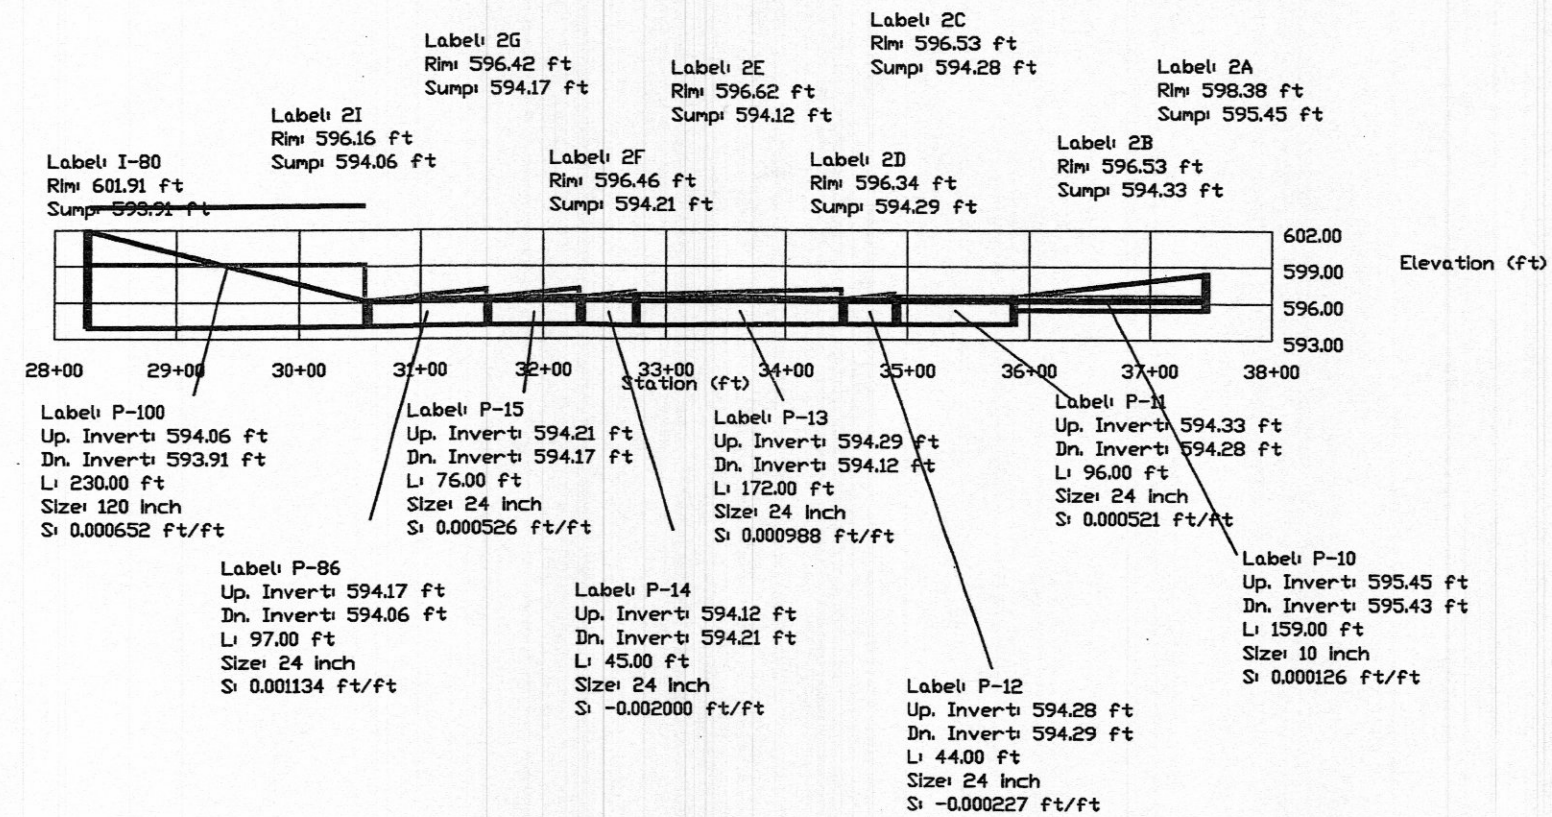 Label: 2C
Rim: 596.53 ft
Sump: 594.28 ft
Label: 2G
Rim: 596.42 ft
Sump: 594.17 ft
Label: 2E
Rim: 596.62 ft
Sump: 594.12 ft
Label: 2A
Rim: 598.38 ft
Sump: 595.45 ft
Label: 2I
Rim: 596.16 ft
Sump: 594.06 ft
Label: 2B
Rim: 596.53 ft
Sump: 594.33 ft
Label: I-80
Rim: 601.91 ft
Sump: 593.91 ft
Label: 2F
Rim: 596.46 ft
Sump: 594.21 ft
Label: 2D
Rim: 596.34 ft
Sump: 594.29 ft
602.00
599.00
596.00
593.00
Elevation (ft)
28+00 29+00 30+00 31+00 32+00 33+00 34+00 35+00 36+00 37+00 38+00
Station (ft)
Label: P-100
Up. Invert: 594.06 ft
Dn. Invert: 593.91 ft
L: 230.00 ft
Size: 120 inch
S: 0.000652 ft/ft
Label: P-15
Up. Invert: 594.21 ft
Dn. Invert: 594.17 ft
L: 76.00 ft
Size: 24 inch
S: 0.000526 ft/ft
Label: P-13
Up. Invert: 594.29 ft
Dn. Invert: 594.12 ft
L: 172.00 ft
Size: 24 inch
S: 0.000988 ft/ft
Label: P-11
Up. Invert: 594.33 ft
Dn. Invert: 594.28 ft
L: 96.00 ft
Size: 24 inch
S: 0.000521 ft/ft
Label: P-86
Up. Invert: 594.17 ft
Dn. Invert: 594.06 ft
L: 97.00 ft
Size: 24 inch
S: 0.001134 ft/ft
Label: P-14
Up. Invert: 594.12 ft
Dn. Invert: 594.21 ft
L: 45.00 ft
Size: 24 inch
S: -0.002000 ft/ft
Label: P-12
Up. Invert: 594.28 ft
Dn. Invert: 594.29 ft
L: 44.00 ft
Size: 24 inch
S: -0.000227 ft/ft
Label: P-10
Up. Invert: 595.45 ft
Dn. Invert: 595.43 ft
L: 159.00 ft
Size: 10 inch
S: 0.000126 ft/ft